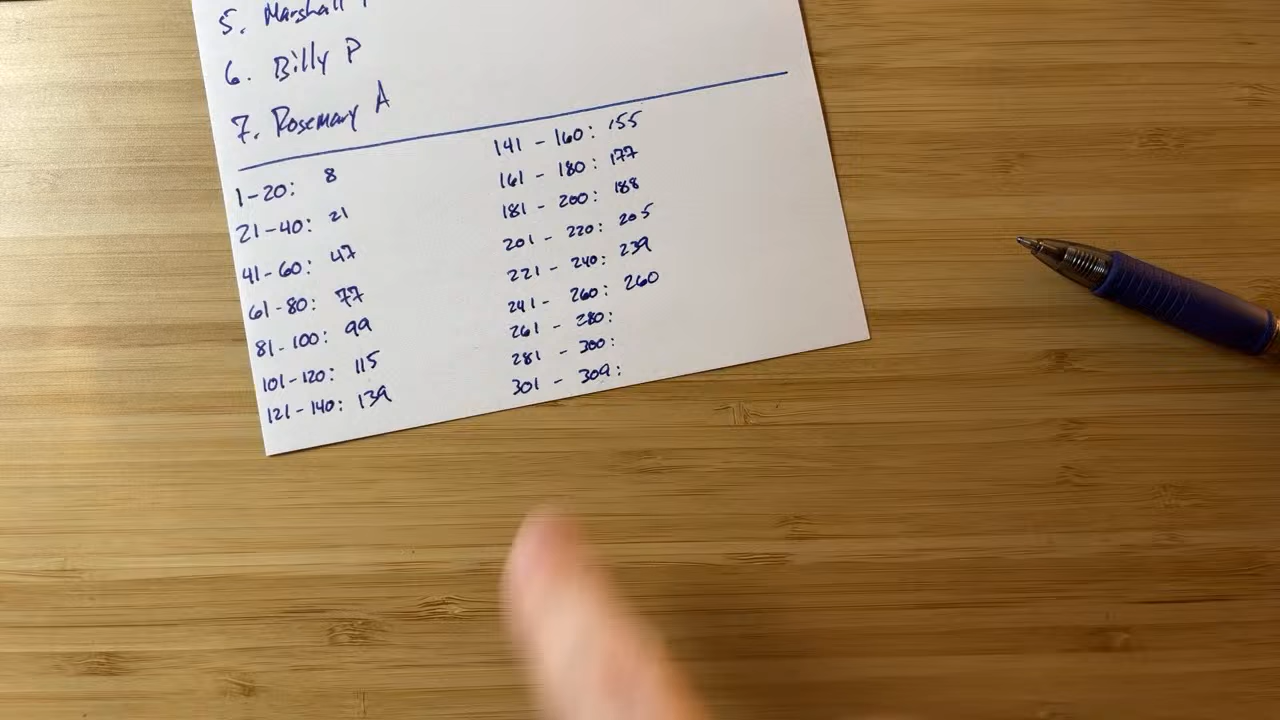 5. Marshall
6. Billy P
7. Rosemary A
1-20: 8
21-40: 21
41-60: 47
61-80: 77
81-100: 99
101-120: 115
121-140: 139
141 - 160: 155
161 - 180: 177
181 - 200: 188
201 - 220: 205
221 - 240: 239
241 - 260: 260
261 - 280:
281 - 300:
301 - 309: